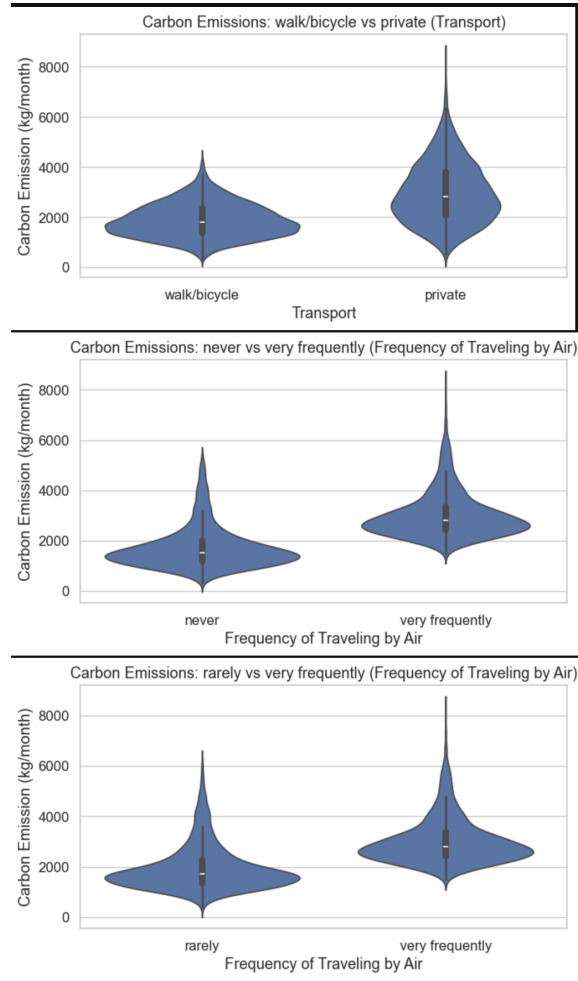 Carbon Emissions: walk/bicycle vs private (Transport)
Carbon Emission (kg/month)
8000
6000
4000
2000
0
walk/bicycle
private
Transport
Carbon Emissions: never vs very frequently (Frequency of Traveling by Air)
Carbon Emission (kg/month)
8000
6000
4000
2000
0
never
very frequently
Frequency of Traveling by Air
Carbon Emissions: rarely vs very frequently (Frequency of Traveling by Air)
Carbon Emission (kg/month)
8000
6000
4000
2000
0
rarely
very frequently
Frequency of Traveling by Air